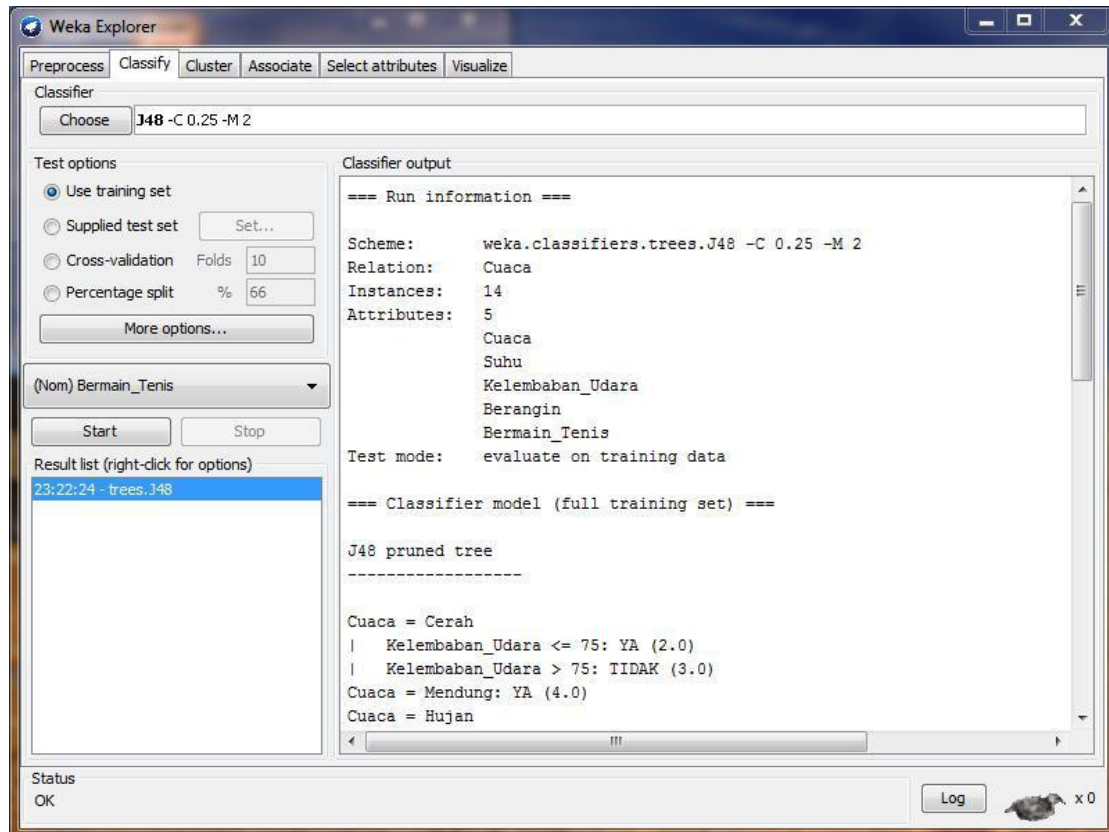 Weka Explorer
Preprocess Classify Cluster Associate Select attributes Visualize
Classifier
Choose J48 -C 0.25 -M 2
Test options
Use training set
Supplied test set Set...
Cross-validation Folds 10
Percentage split % 66
More options...
(Nom) Bermain_Tenis
Start Stop
Result list (right-click for options)
23:22:24 - trees.J48
Classifier output
=== Run information ===
Scheme: weka.classifiers.trees.J48 -C 0.25 -M 2
Relation: Cuaca
Instances: 14
Attributes: 5
Cuaca
Suhu
Kelembaban_Udara
Berangin
Bermain_Tenis
Test mode: evaluate on training data
=== Classifier model (full training set) ===
J48 pruned tree
------------------
Cuaca = Cerah
| Kelembaban_Udara <= 75: YA (2.0)
| Kelembaban_Udara > 75: TIDAK (3.0)
Cuaca = Mendung: YA (4.0)
Cuaca = Hujan
Status
OK
Log x 0